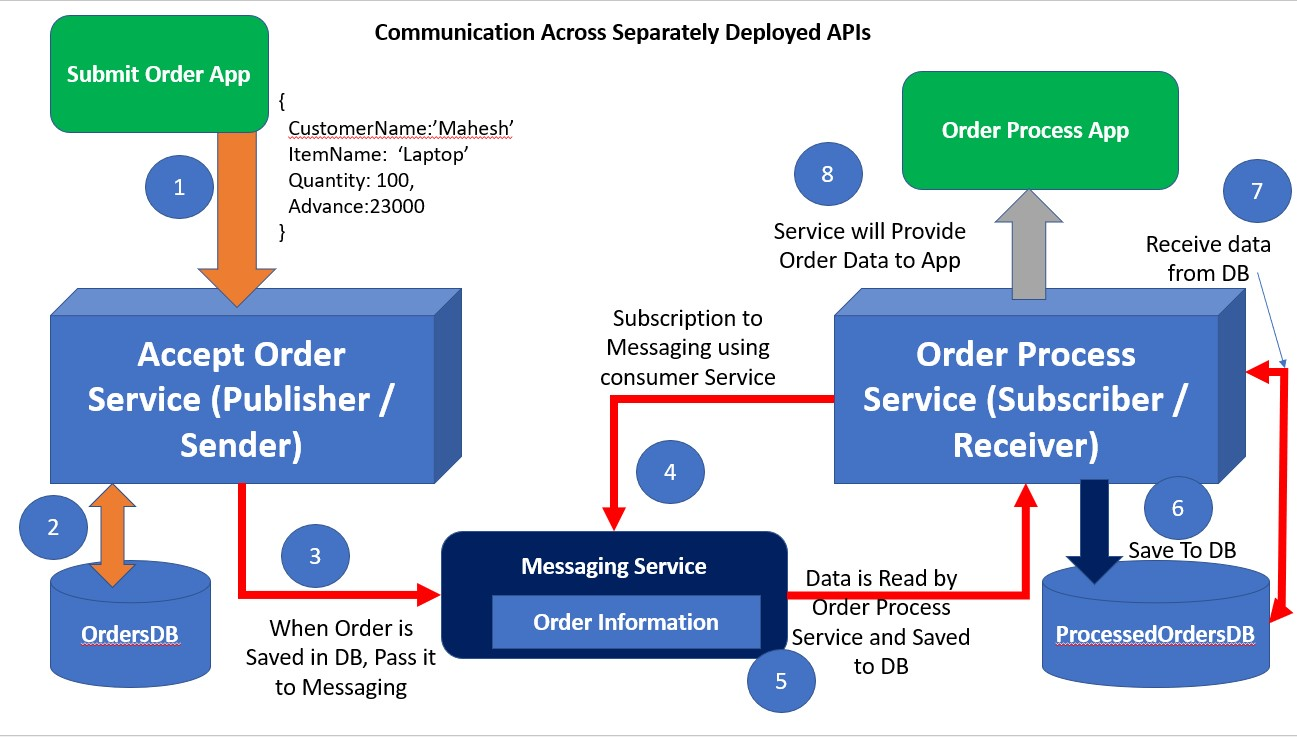 Communication Across Separately Deployed APIs
Submit Order App
{
CustomerName:’Mahesh’
ItemName:  ‘Laptop’
Quantity: 100,
Advance:23000
}
1
Accept Order
Service (Publisher /
Sender)
2
OrdersDB
3
When Order is
Saved in DB, Pass it
to Messaging
Subscription to
Messaging using
consumer Service
4
Messaging Service
Order Information
5
Data is Read by
Order Process
Service and Saved
to DB
Order Process
Service (Subscriber /
Receiver)
6
Save To DB
ProcessedOrdersDB
7
Receive data
from DB
8
Service will Provide
Order Data to App
Order Process App